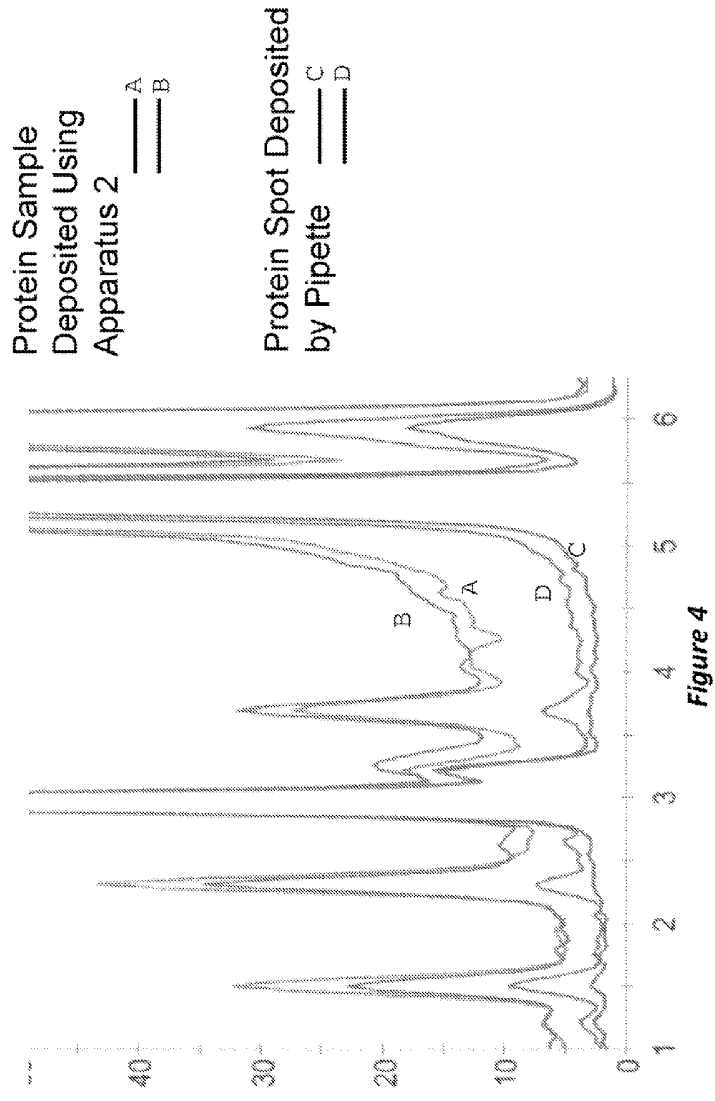 Protein Sample
Deposited Using
Apparatus 2
A
B
Protein Spot Deposited
by Pipette
C
D
40
30
20
10
0
B
A
D
C
1
2
3
4
5
6
Figure 4